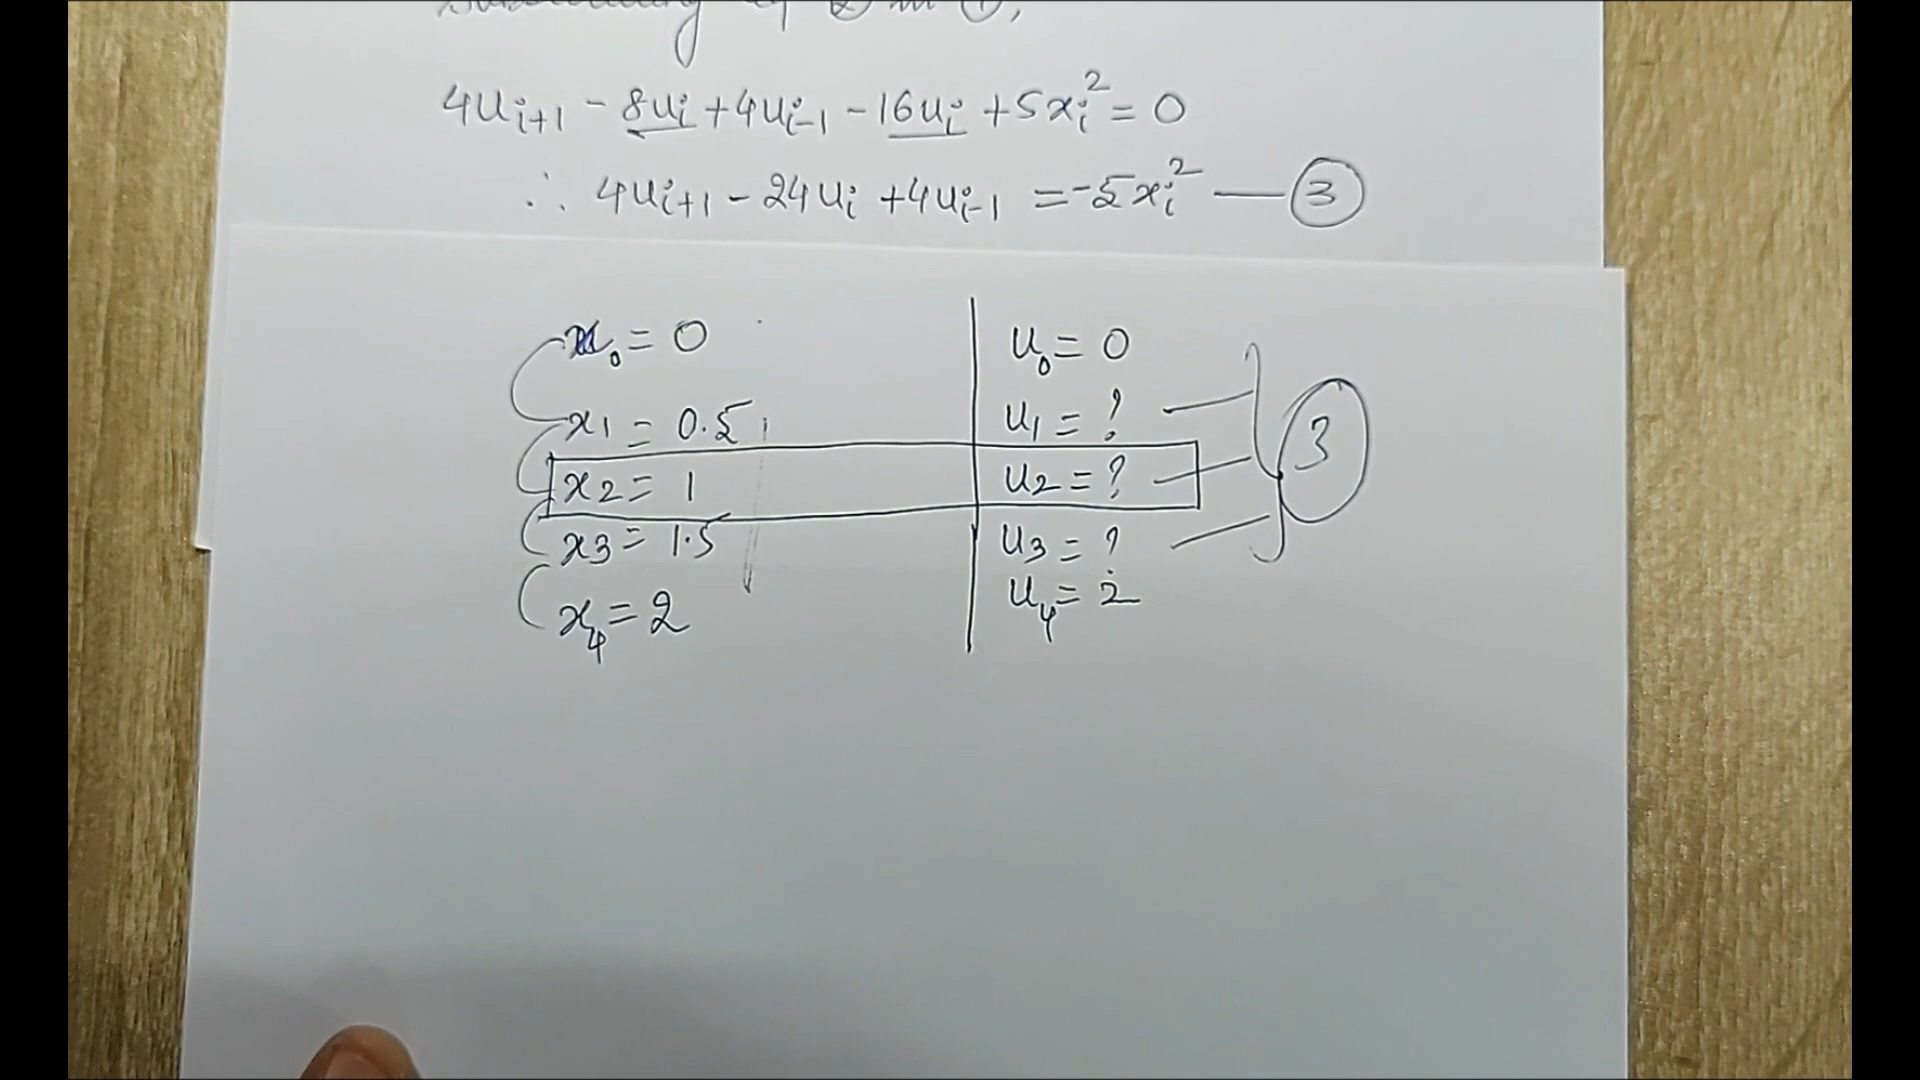 4u_{i+1} - 8u_i + 4u_{i-1} - 16u_i + 5x_i^2 = 0
∴ 4u_{i+1} - 24u_i + 4u_{i-1} = -5x_i^2 — ③
x_0 = 0 u_0 = 0
x_1 = 0.5 u_1 = ?
x_2 = 1 u_2 = ? ③
x_3 = 1.5 u_3 = ?
x_4 = 2 u_4 = 2